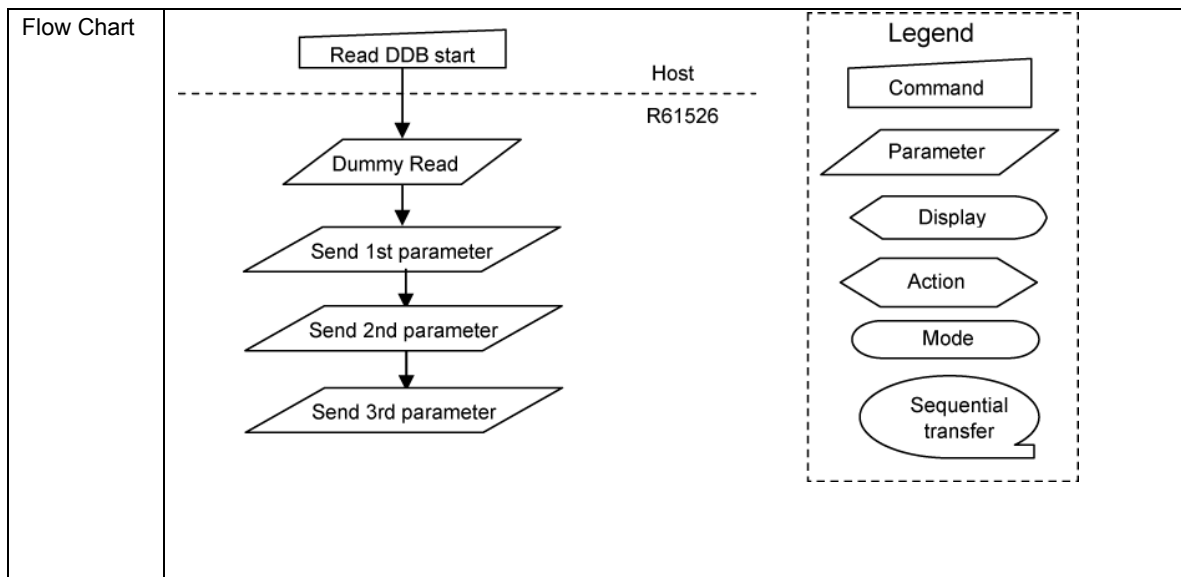 Flow Chart
Read DDB start
Host
R61526
Dummy Read
Send 1st parameter
Send 2nd parameter
Send 3rd parameter
Legend
Command
Parameter
Display
Action
Mode
Sequential
transfer